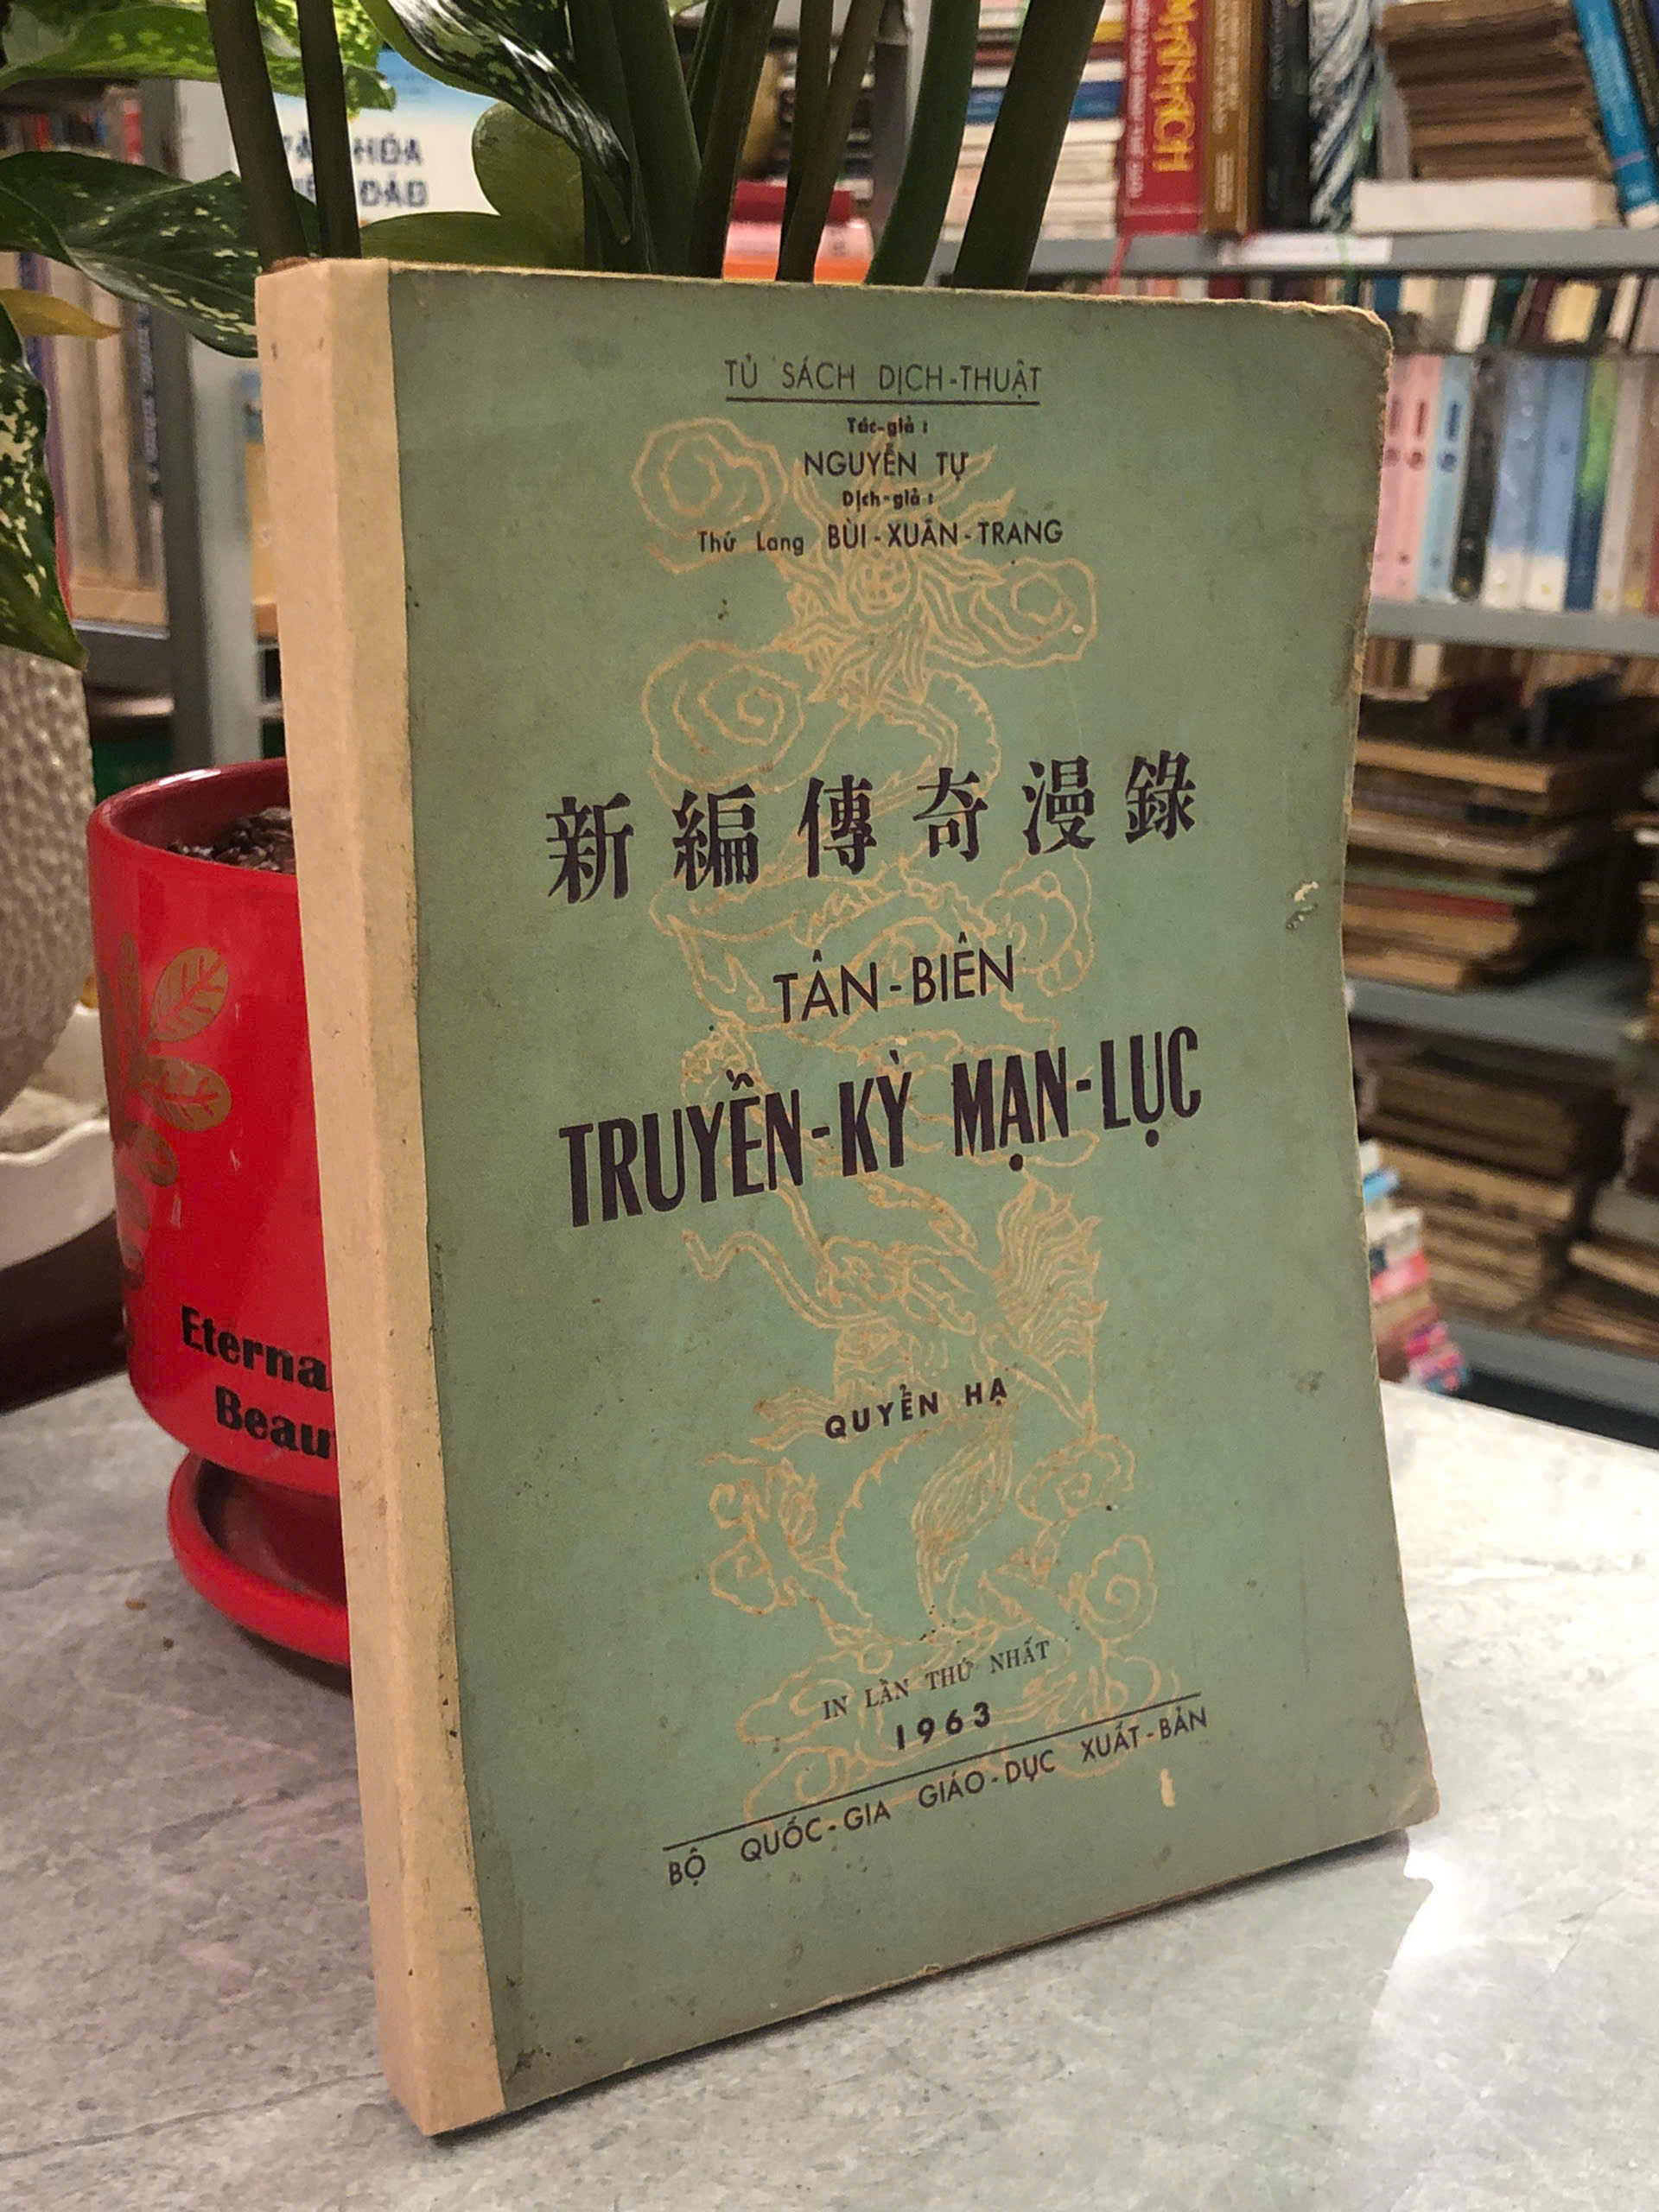 TỦ SÁCH DỊCH-THUẬT
Tác-giả :
NGUYỄN TỰ
Dịch-giả :
Thứ Lang BÙI-XUÂN-TRANG
新編傳奇漫錄
TÂN-BIÊN
TRUYỀN-KỲ MẠN-LỤC
QUYỂN HẠ
IN LẦN THỨ NHẤT
1963
BỘ QUỐC-GIA GIÁO-DỤC XUẤT-BẢN
Eterna
Beau
HÓA
ĐẢO